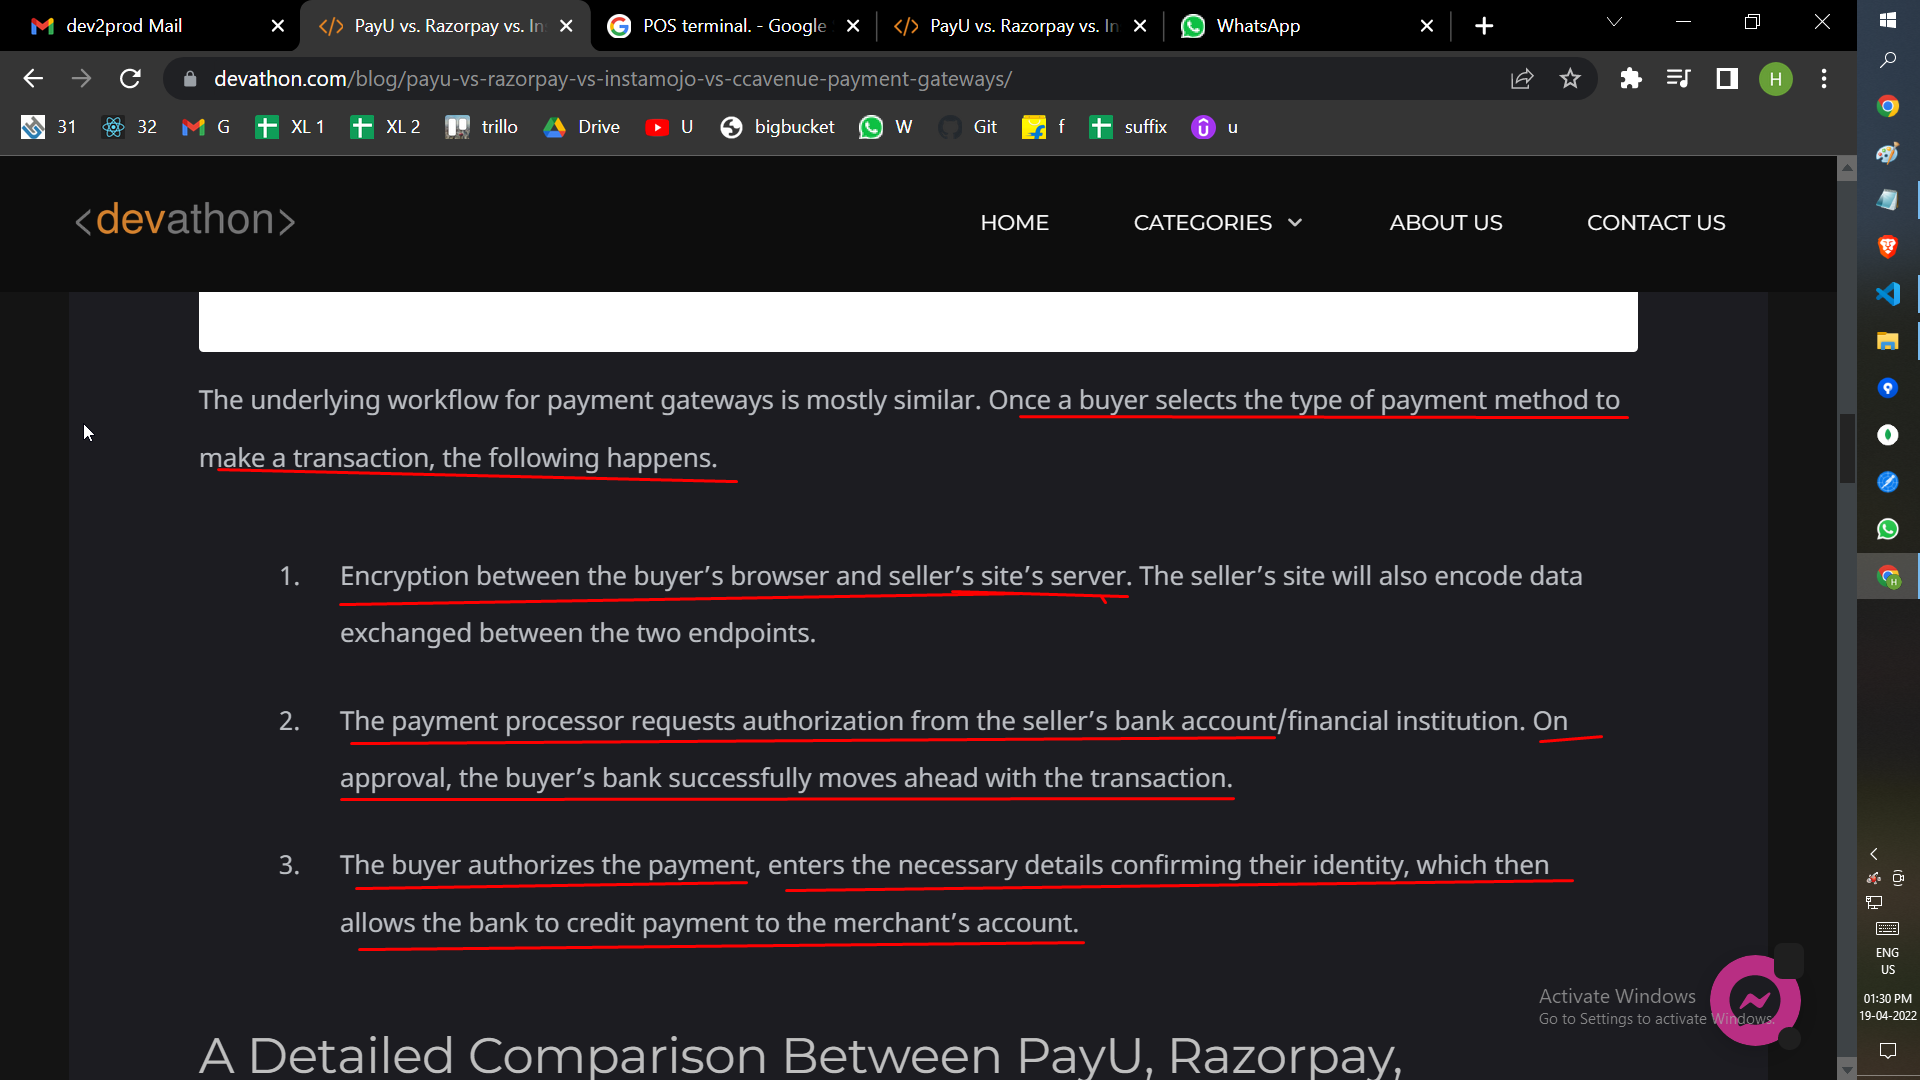 dev2prod Mail
PayU vs. Razorpay vs. In
POS terminal. - Google
PayU vs. Razorpay vs. In
WhatsApp
devathon.com/blog/payu-vs-razorpay-vs-instamojo-vs-ccavenue-payment-gateways/
H
31
32
G
XL 1
XL 2
trillo
Drive
U
bigbucket
W
Git
f
suffix
u
<devathon>
HOME
CATEGORIES
ABOUT US
CONTACT US
The underlying workflow for payment gateways is mostly similar. Once a buyer selects the type of payment method to
make a transaction, the following happens.
1. Encryption between the buyer’s browser and seller’s site’s server. The seller’s site will also encode data
exchanged between the two endpoints.
2. The payment processor requests authorization from the seller’s bank account/financial institution. On
approval, the buyer’s bank successfully moves ahead with the transaction.
3. The buyer authorizes the payment, enters the necessary details confirming their identity, which then
allows the bank to credit payment to the merchant’s account.
A Detailed Comparison Between PayU, Razorpay,
Activate Windows
Go to Settings to activate Windows.
ENG
US
01:30 PM
19-04-2022